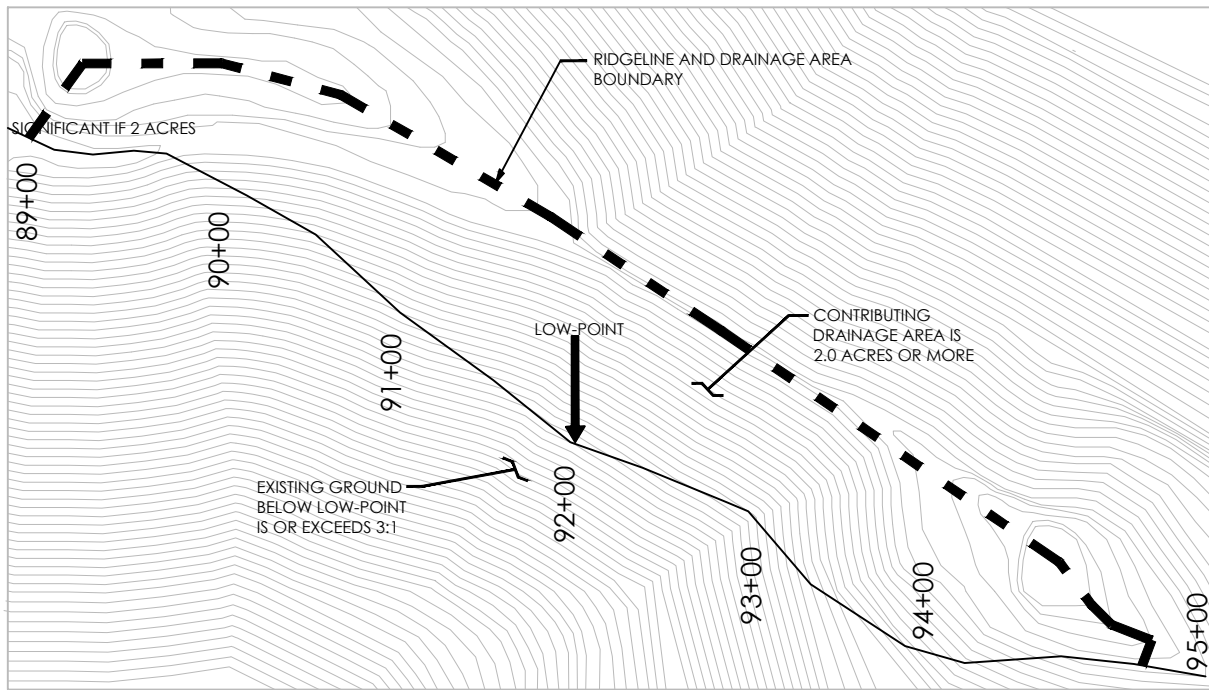 RIDGELINE AND DRAINAGE AREA
BOUNDARY
SIGNIFICANT IF 2 ACRES
89+00
90+00
LOW-POINT
CONTRIBUTING
DRAINAGE AREA IS
2.0 ACRES OR MORE
91+00
EXISTING GROUND
BELOW LOW-POINT
IS OR EXCEEDS 3:1
92+00
93+00
94+00
95+00